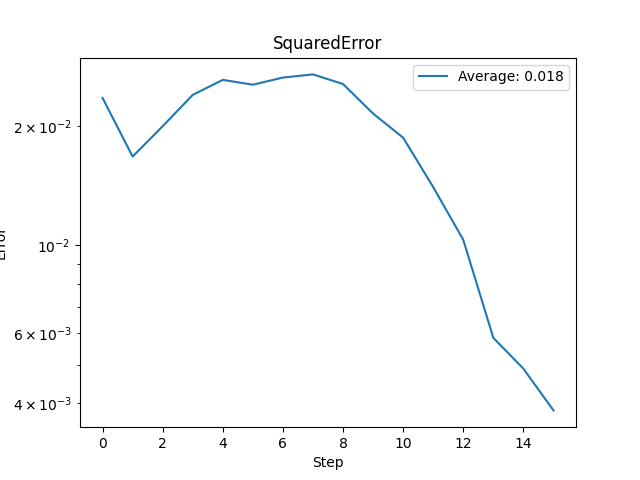 SquaredError
Average: 0.018
2 × 10⁻²
10⁻²
6 × 10⁻³
4 × 10⁻³
Error
0 2 4 6 8 10 12 14
Step